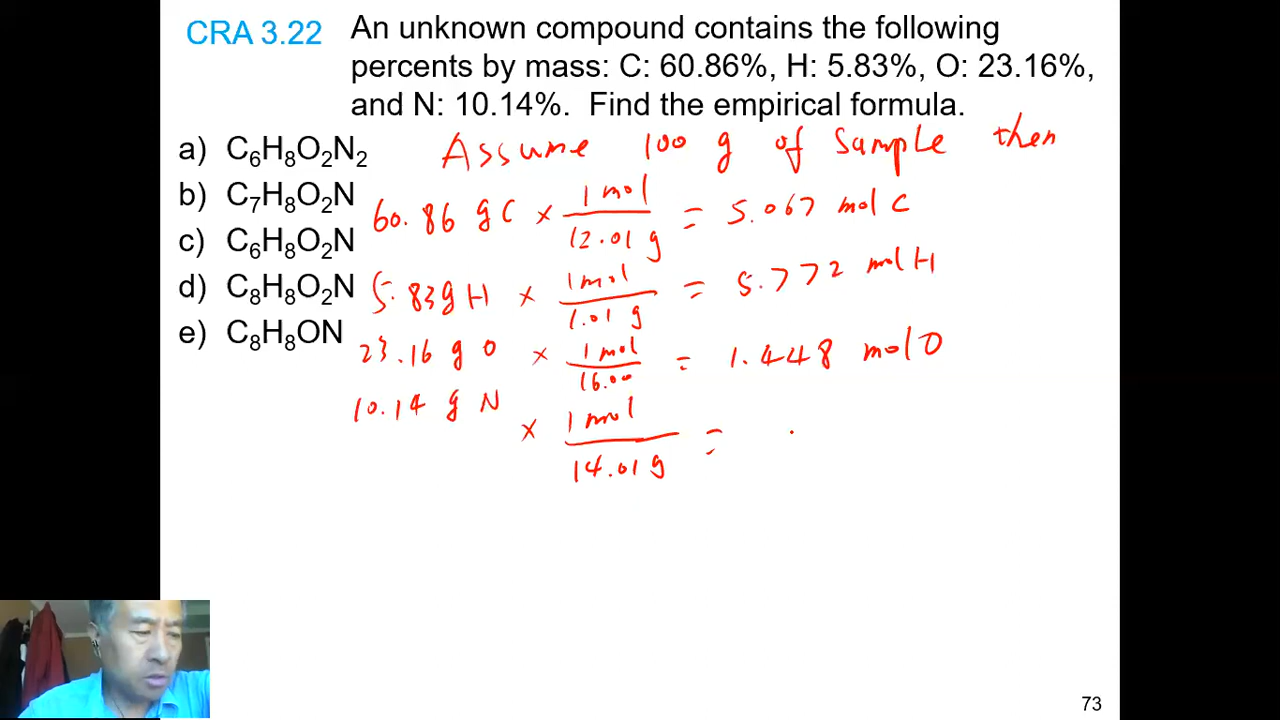 CRA 3.22 An unknown compound contains the following
percents by mass: C: 60.86%, H: 5.83%, O: 23.16%,
and N: 10.14%. Find the empirical formula.
a) C₆H₈O₂N₂
b) C₇H₈O₂N
c) C₆H₈O₂N
d) C₈H₈O₂N
e) C₈H₈ON
Assume 100 g of sample then
60.86 g C × 1 mol / 12.01 g = 5.067 mol C
5.83 g H × 1 mol / 1.01 g = 5.772 mol H
23.16 g O × 1 mol / 16.00 = 1.448 mol O
10.14 g N × 1 mol / 14.01 g =
73